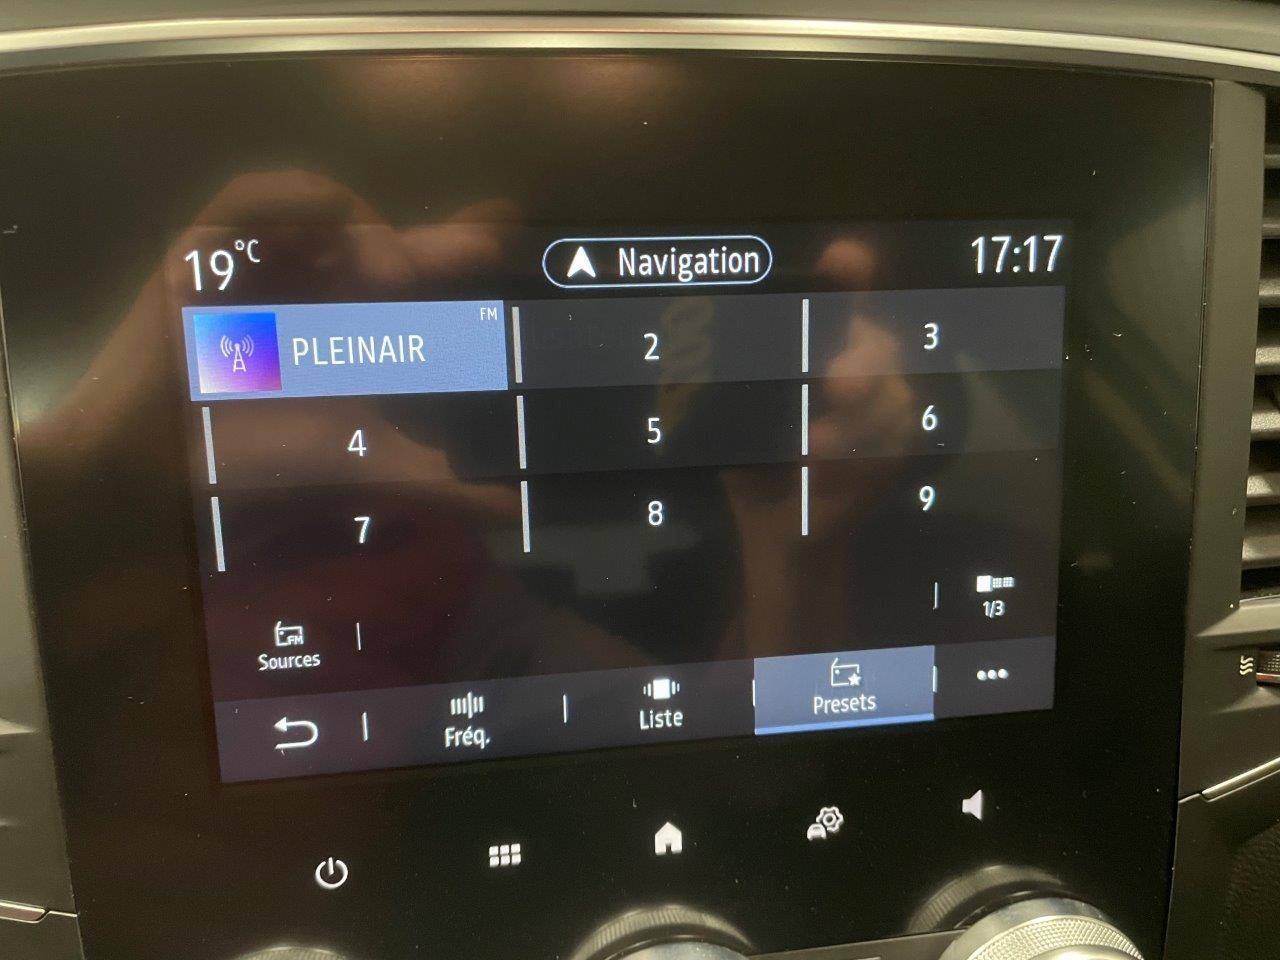 19°C
Navigation
17:17
PLEINAIR
FM
2
3
4
5
6
7
8
9
1/3
FM
Sources
Fréq.
Liste
Presets